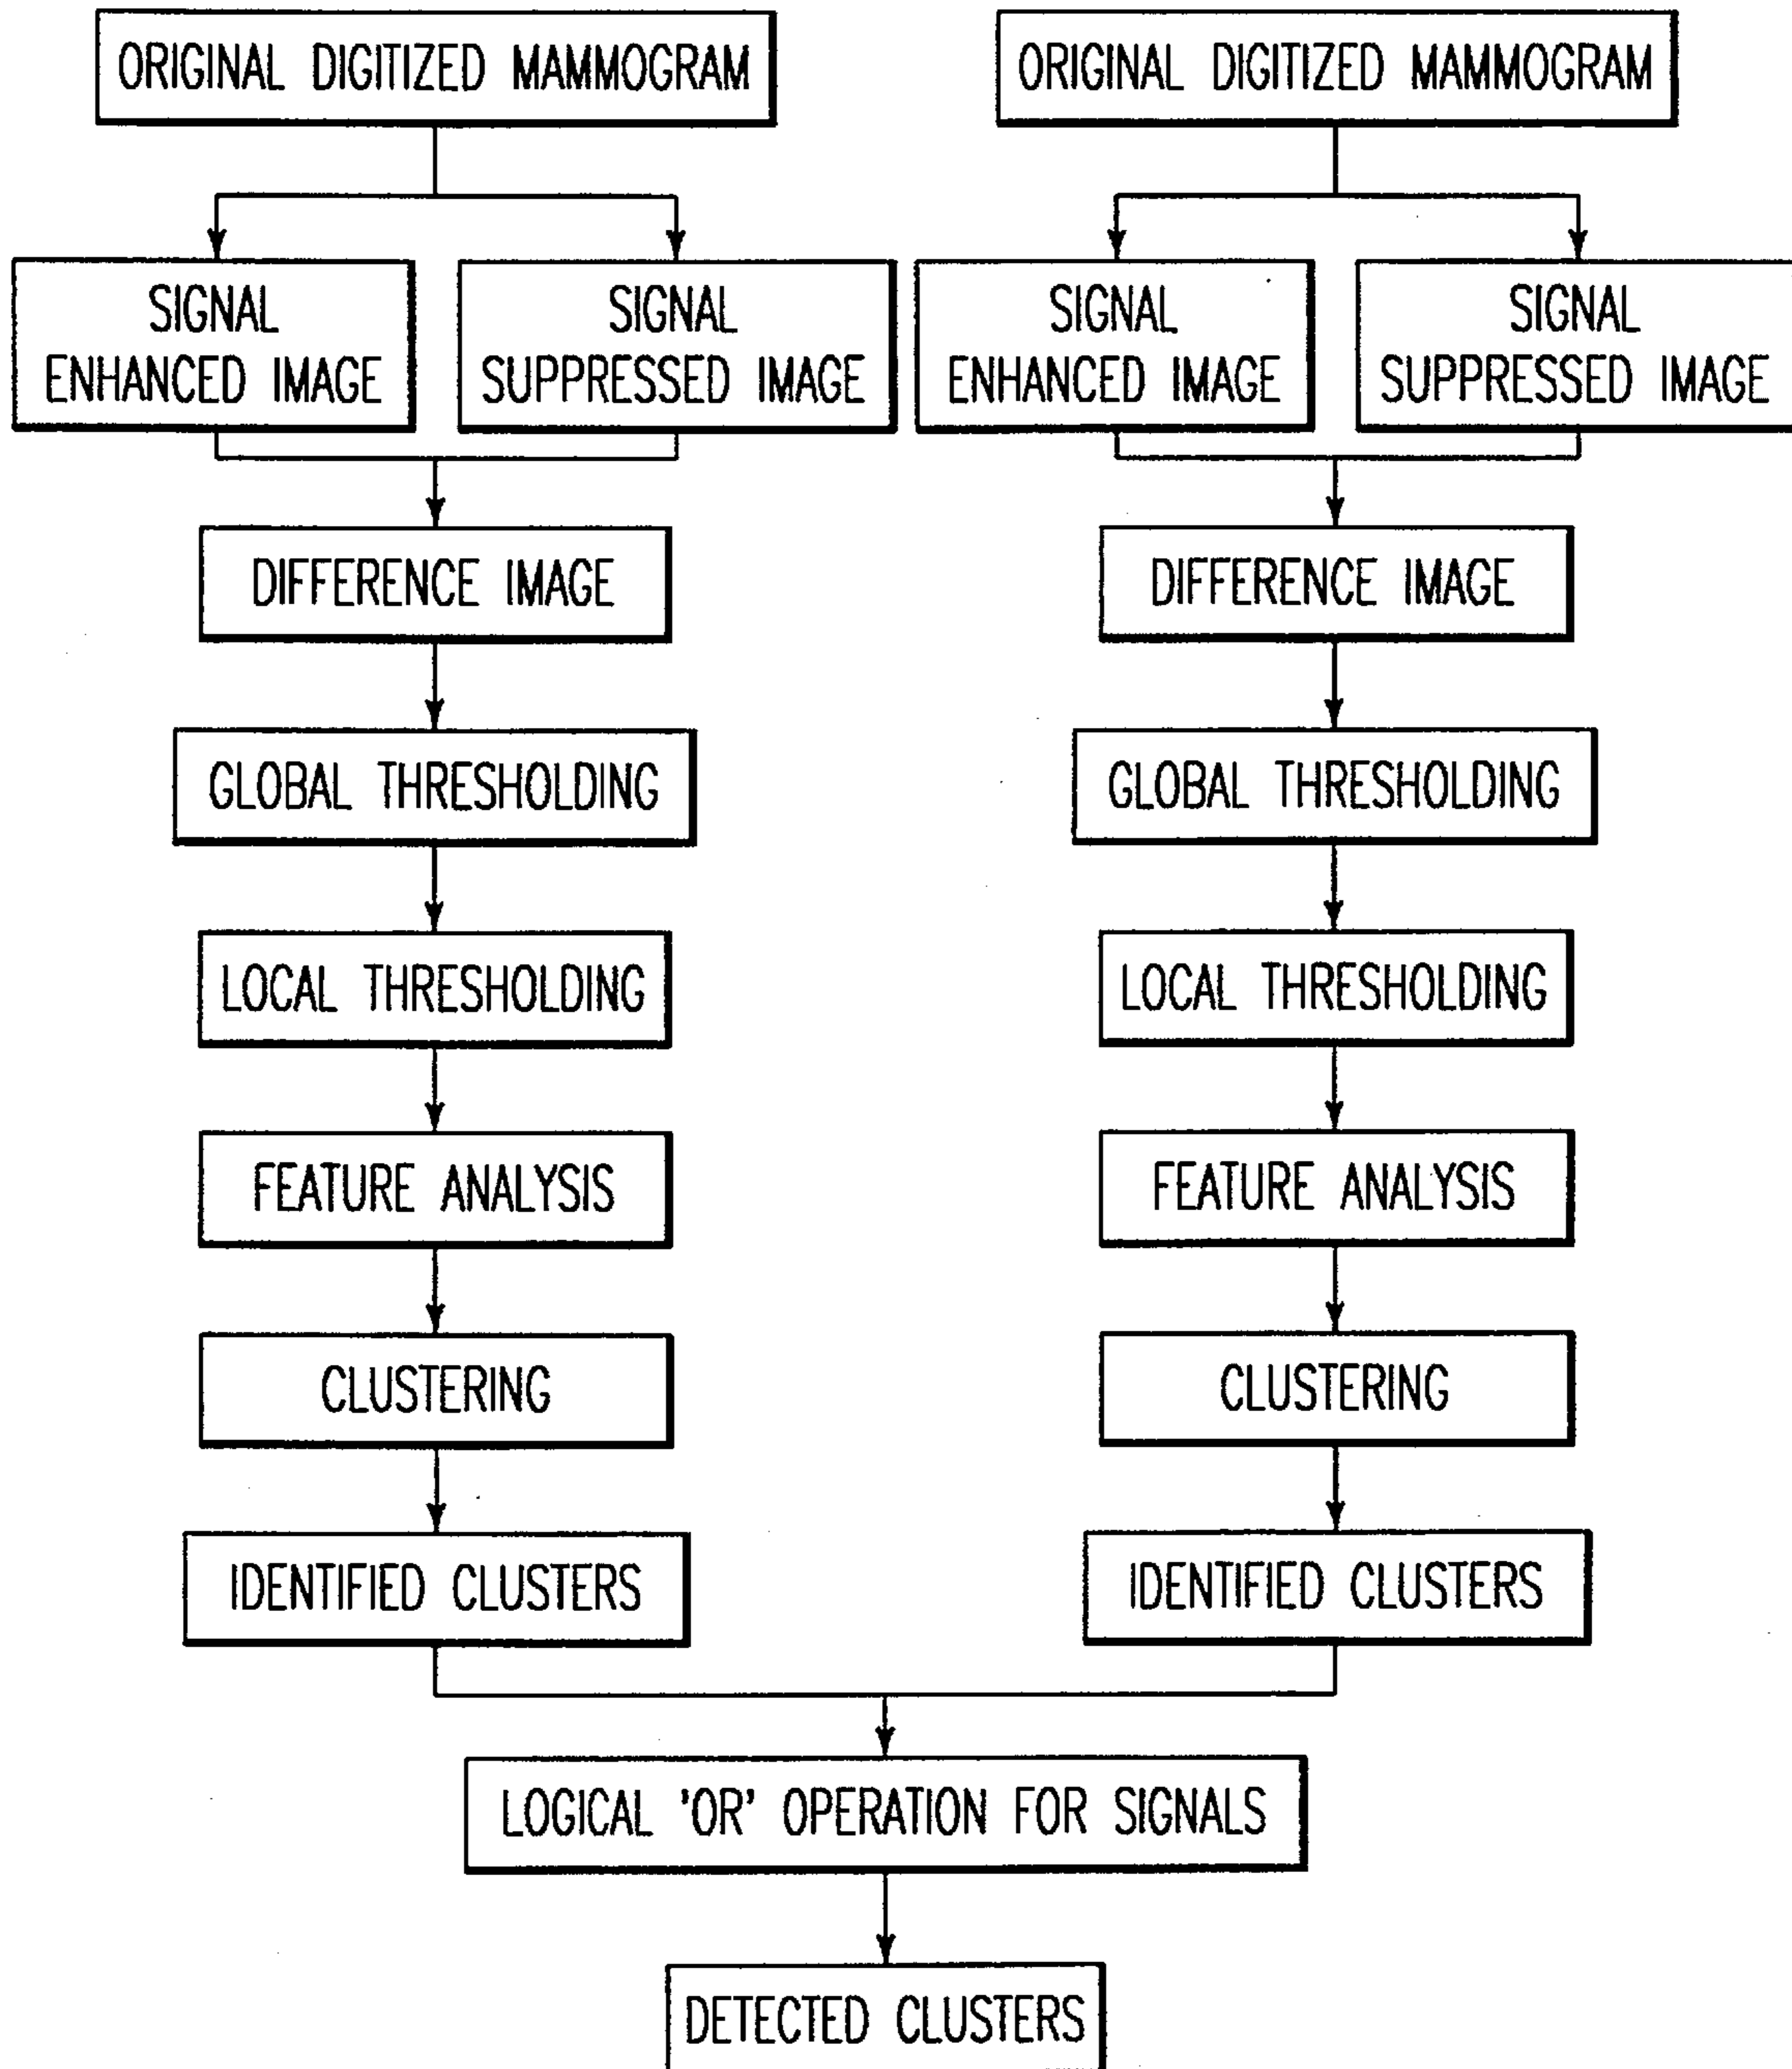 ORIGINAL DIGITIZED MAMMOGRAM
ORIGINAL DIGITIZED MAMMOGRAM
SIGNAL
ENHANCED IMAGE
SIGNAL
SUPPRESSED IMAGE
SIGNAL
ENHANCED IMAGE
SIGNAL
SUPPRESSED IMAGE
DIFFERENCE IMAGE
DIFFERENCE IMAGE
GLOBAL THRESHOLDING
GLOBAL THRESHOLDING
LOCAL THRESHOLDING
LOCAL THRESHOLDING
FEATURE ANALYSIS
FEATURE ANALYSIS
CLUSTERING
CLUSTERING
IDENTIFIED CLUSTERS
IDENTIFIED CLUSTERS
LOGICAL 'OR' OPERATION FOR SIGNALS
DETECTED CLUSTERS